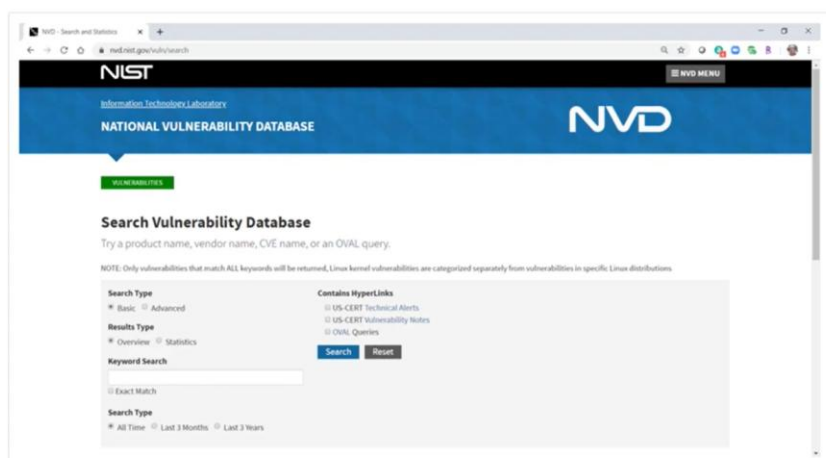 NVD - Search and Statistics
nvd.nist.gov/vuln/search
NIST
NVD MENU
Information Technology Laboratory
NATIONAL VULNERABILITY DATABASE
NVD
VULNERABILITIES
Search Vulnerability Database
Try a product name, vendor name, CVE name, or an OVAL query.
NOTE: Only vulnerabilities that match ALL keywords will be returned, Linux kernel vulnerabilities are categorized separately from vulnerabilities in specific Linux distributions
Search Type
Basic Advanced
Results Type
Overview Statistics
Keyword Search
Exact Match
Search Type
All Time Last 3 Months Last 3 Years
Contains HyperLinks
US-CERT Technical Alerts
US-CERT Vulnerability Notes
OVAL Queries
Search Reset